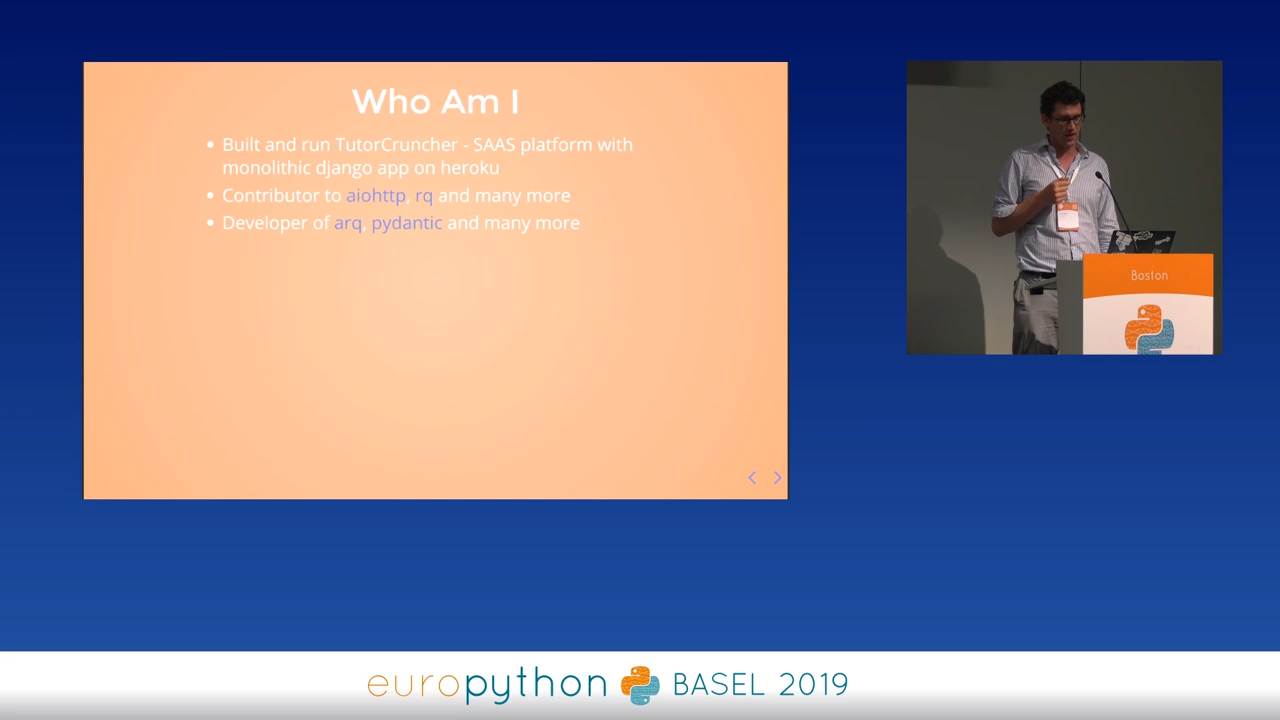 Who Am I
Built and run TutorCruncher - SAAS platform with
monolithic django app on heroku
Contributor to aiohttp, rq and many more
Developer of arq, pydantic and many more
Boston
europython BASEL 2019